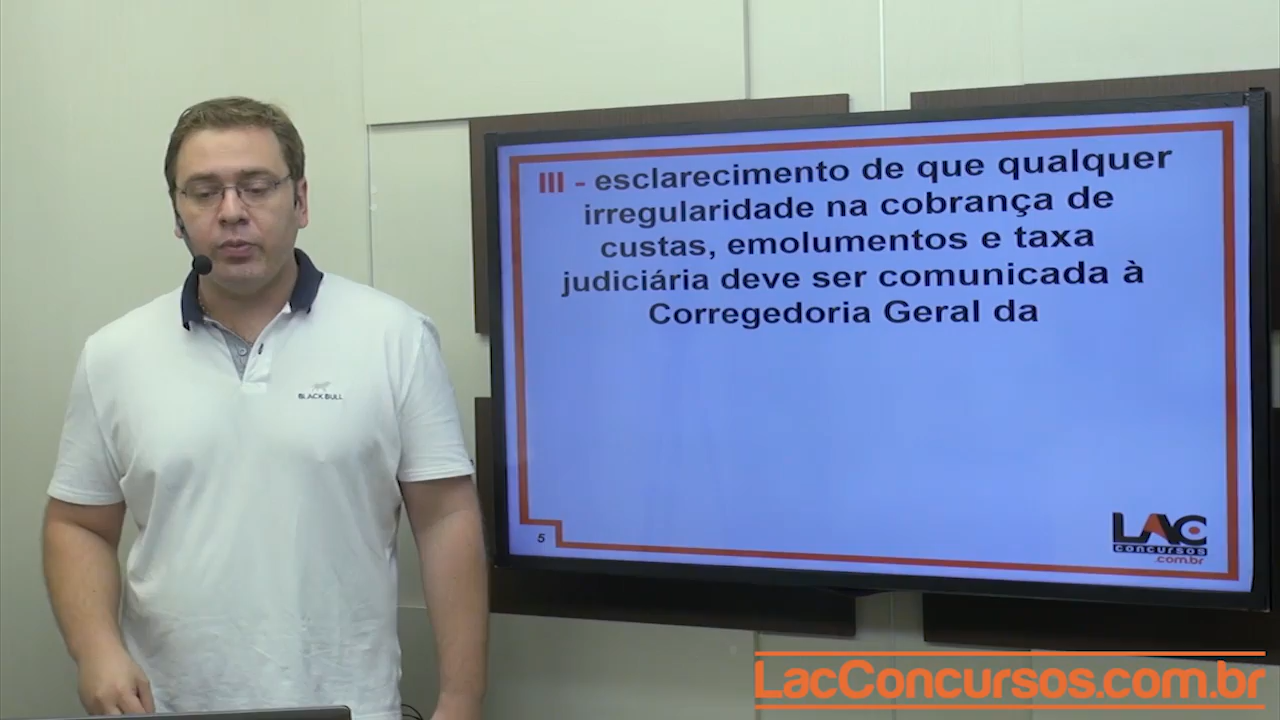 III - esclarecimento de que qualquer
irregularidade na cobrança de
custas, emolumentos e taxa
judiciária deve ser comunicada à
Corregedoria Geral da
BLACK BULL
5
LAC
concursos
.com.br
LacConcursos.com.br